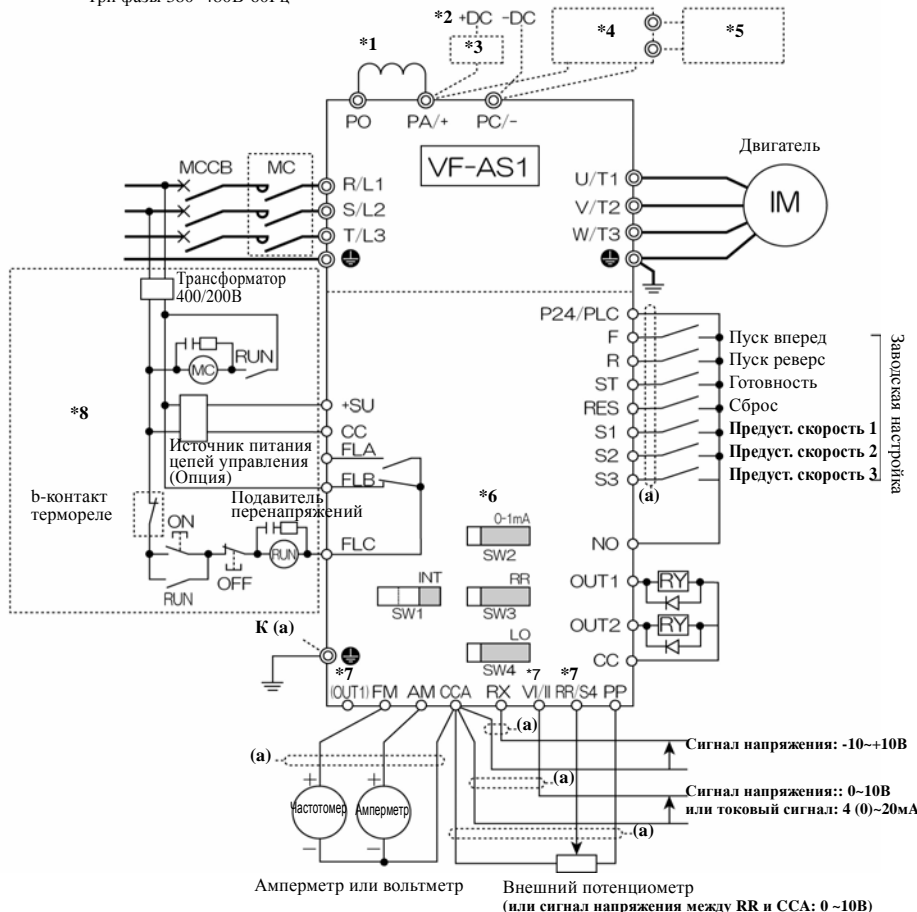 Три фазы 380~480В-60Гц
*2 +DC -DC
*1
*3
*4
*5
PO
PA/+
PC/-
VF-AS1
Двигатель
MCCB
MC
R/L1
S/L2
T/L3
U/T1
V/T2
W/T3
IM
Трансформатор
400/200В
MC
RUN
*8
+SU
CC
Источник питания
цепей управления
(Опция)
FLA
FLB
FLC
b-контакт
термореле
Подавитель
перенапряжений
ON
OFF
RUN
RUN
P24/PLC
F
Пуск вперед
R
Пуск реверс
ST
Готовность
RES
Сброс
S1
Предуст. скорость 1
S2
Предуст. скорость 2
S3
Предуст. скорость 3
(a)
Заводская настройка
*6
0-1mA
SW2
INT
SW1
RR
SW3
LO
SW4
NO
OUT1
RY
OUT2
RY
CC
К (a)
*7
*7
*7
(OUT1)
FM
AM
CCA
RX
VI/II
RR/S4
PP
(a)
(a)
(a)
(a)
+
+
Частотомер
Амперметр
−
−
Сигнал напряжения: -10~+10В
Сигнал напряжения:: 0~10В
или токовый сигнал: 4 (0)~20мА
Амперметр или вольтметр
Внешний потенциометр
(или сигнал напряжения между RR и CCA: 0 ~10В)